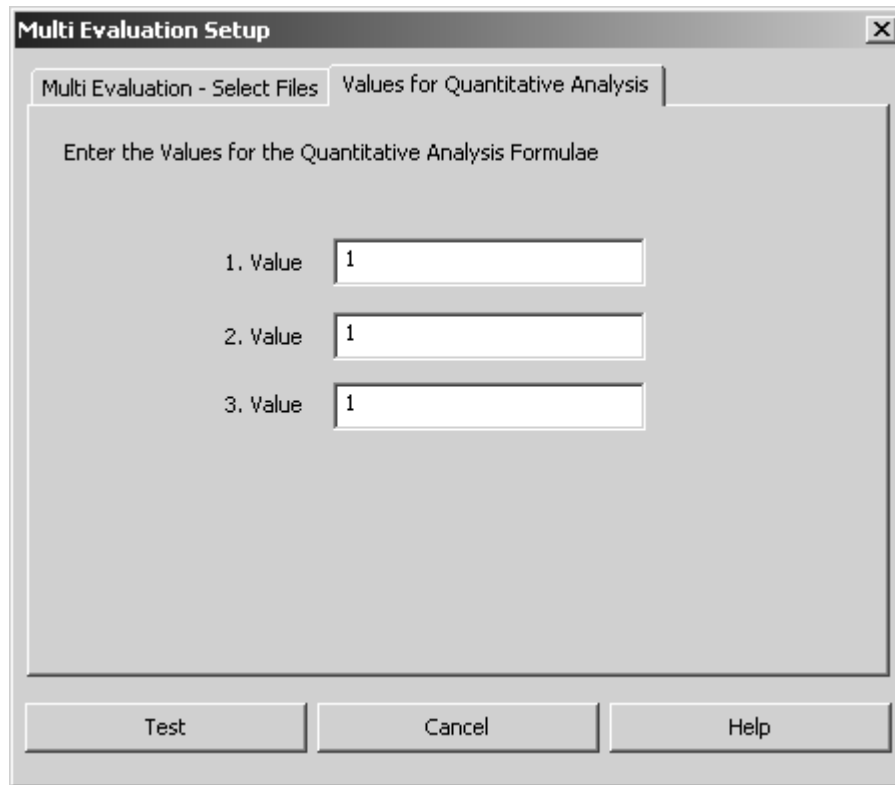 Multi Evaluation Setup
Multi Evaluation - Select Files
Values for Quantitative Analysis
Enter the Values for the Quantitative Analysis Formulae
1. Value 1
2. Value 1
3. Value 1
Test Cancel Help